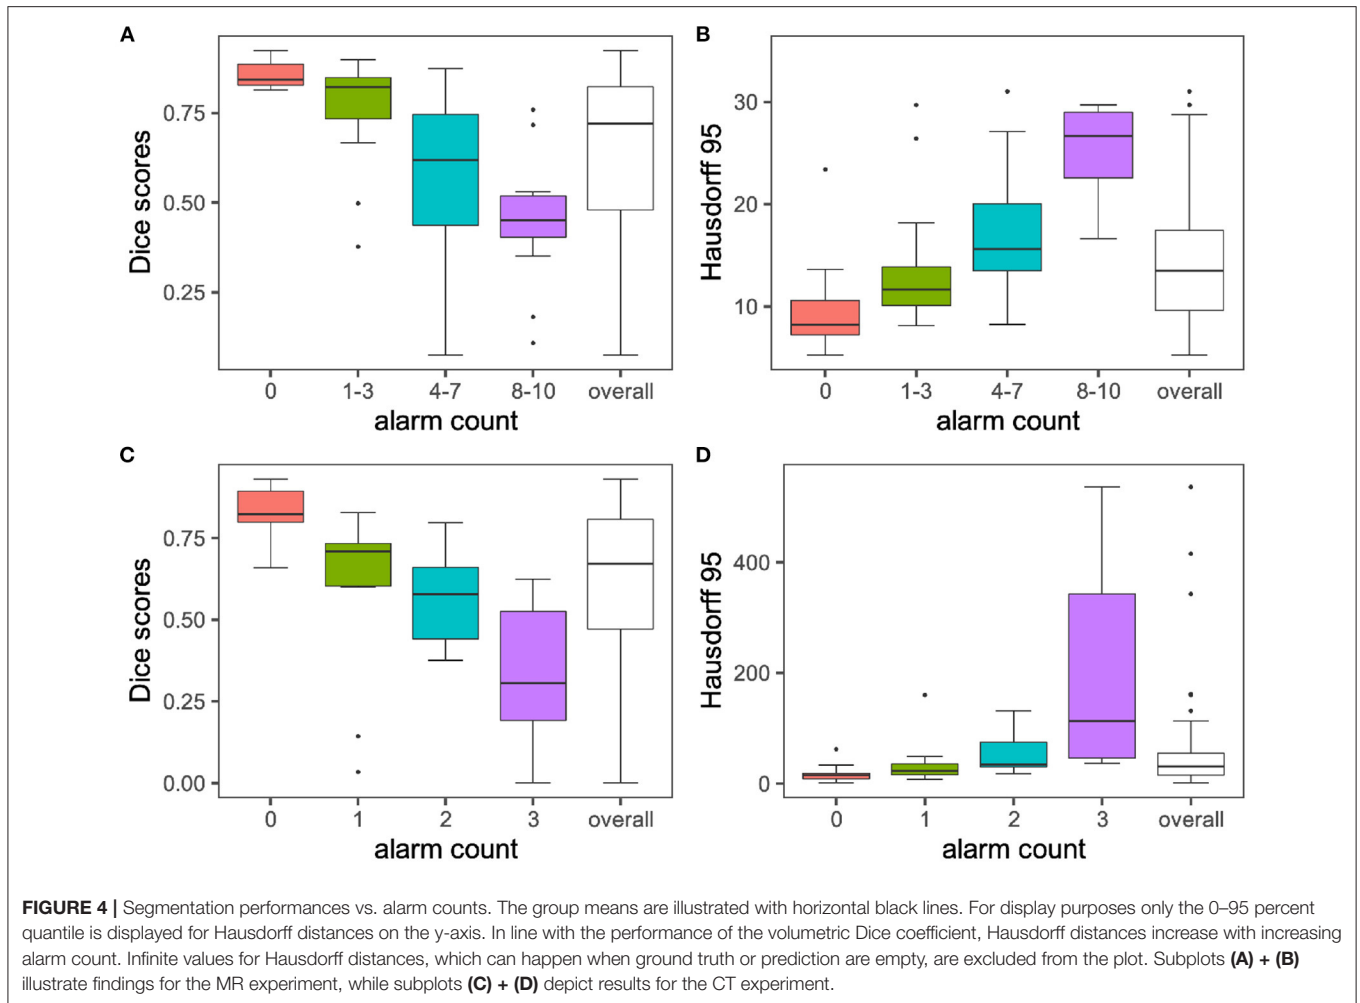 A
Dice scores
0.75
0.50
0.25
0 1-3 4-7 8-10 overall
alarm count
B
Hausdorff 95
30
20
10
0 1-3 4-7 8-10 overall
alarm count
C
Dice scores
0.75
0.50
0.25
0.00
0 1 2 3 overall
alarm count
D
Hausdorff 95
400
200
0
0 1 2 3 overall
alarm count
FIGURE 4 | Segmentation performances vs. alarm counts. The group means are illustrated with horizontal black lines. For display purposes only the 0–95 percent
quantile is displayed for Hausdorff distances on the y-axis. In line with the performance of the volumetric Dice coefficient, Hausdorff distances increase with increasing
alarm count. Infinite values for Hausdorff distances, which can happen when ground truth or prediction are empty, are excluded from the plot. Subplots (A) + (B)
illustrate findings for the MR experiment, while subplots (C) + (D) depict results for the CT experiment.